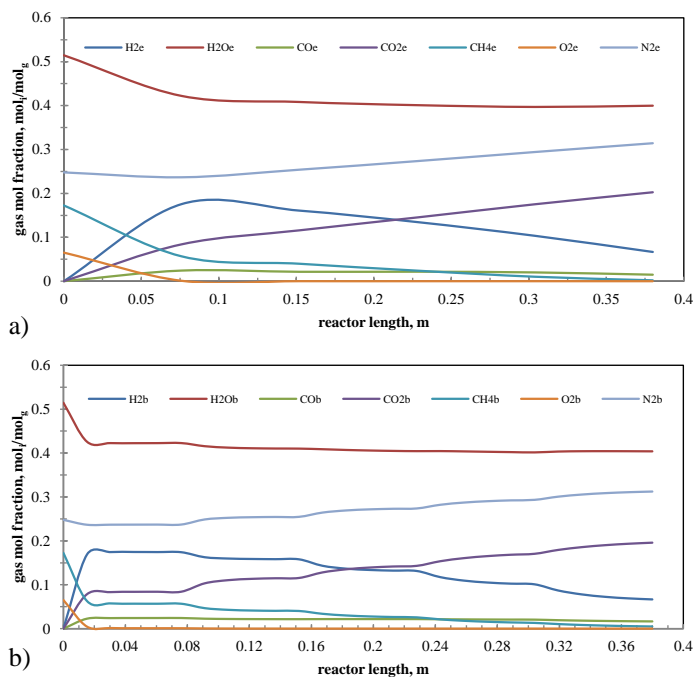 0.6
H2e H2Oe COe CO2e CH4e O2e N2e
0.5
0.4
0.3
0.2
0.1
0
0 0.05 0.1 0.15 0.2 0.25 0.3 0.35 0.4
gas mol fraction, molᵢ/mol_g
reactor length, m
a)
0.6
H2b H2Ob COb CO2b CH4b O2b N2b
0.5
0.4
0.3
0.2
0.1
0
0 0.04 0.08 0.12 0.16 0.2 0.24 0.28 0.32 0.36 0.4
gas mol fraction, molᵢ/mol_g
reactor length, m
b)